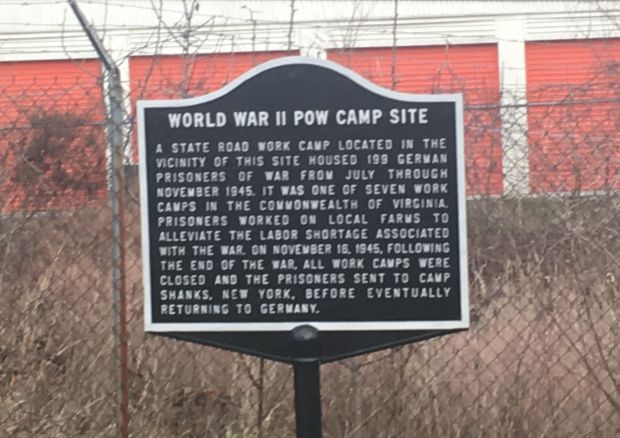 WORLD WAR II POW CAMP SITE
A STATE ROAD WORK CAMP LOCATED IN THE
VICINITY OF THIS SITE HOUSED 199 GERMAN
PRISONERS OF WAR FROM JULY THROUGH
NOVEMBER 1945. IT WAS ONE OF SEVEN WORK
CAMPS IN THE COMMONWEALTH OF VIRGINIA.
PRISONERS WORKED ON LOCAL FARMS TO
ALLEVIATE THE LABOR SHORTAGE ASSOCIATED
WITH THE WAR. ON NOVEMBER 16, 1945, FOLLOWING
THE END OF THE WAR, ALL WORK CAMPS WERE
CLOSED AND THE PRISONERS SENT TO CAMP
SHANKS, NEW YORK, BEFORE EVENTUALLY
RETURNING TO GERMANY.